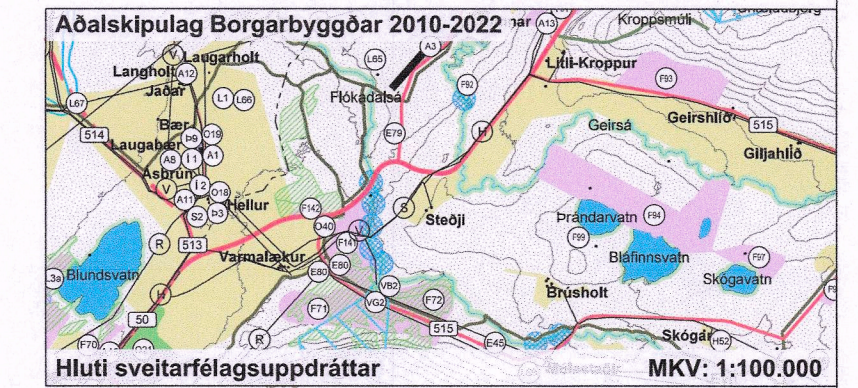 Aðalskipulag Borgarbyggðar 2010-2022
A13
Kroppsmúli
V
Laugarholt
L65
A3
Langholt
A12
Jaðar
Litli-Kroppur
F92
F93
L67
L1
L66
Flókadalsá
Geirshlíð
515
514
Bær
O19
Þ9
E79
H
Geirsá
Laugabær
A8
I1
A1
Giljahlíð
Ásbrún
V
I2
O18
A11
S2
Þ3
Hellur
F142
S
Steðji
Þrándarvatn
F94
O40
V
F99
R
513
F141
Varmalækur
Bláfinnsvatn
F97
Blundsvatn
E80
E80
Skógavatn
H
VB2
Brúsholt
VG2
F71
F72
50
515
Skógar
H52
F70
R
E45
Hluti sveitarfélagsuppdráttar
MKV: 1:100.000